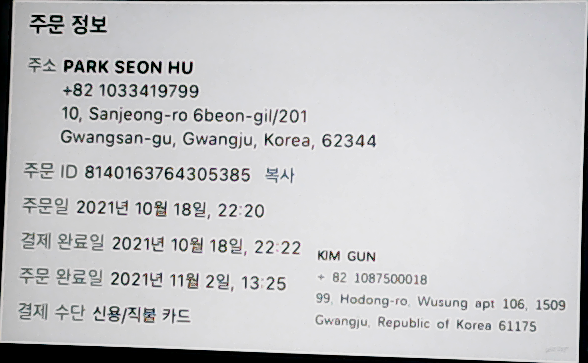 주문 정보
주소 PARK SEON HU
+82 1033419799
10, Sanjeong-ro 6beon-gil/201
Gwangsan-gu, Gwangju, Korea, 62344
주문 ID 8140163764305385 복사
주문일 2021년 10월 18일, 22:20
결제 완료일 2021년 10월 18일, 22:22
주문 완료일 2021년 11월 2일, 13:25
결제 수단 신용/직불 카드
KIM GUN
+ 82 1087500018
99, Hodong-ro, Wusung apt 106, 1509
Gwangju, Republic of Korea 61175